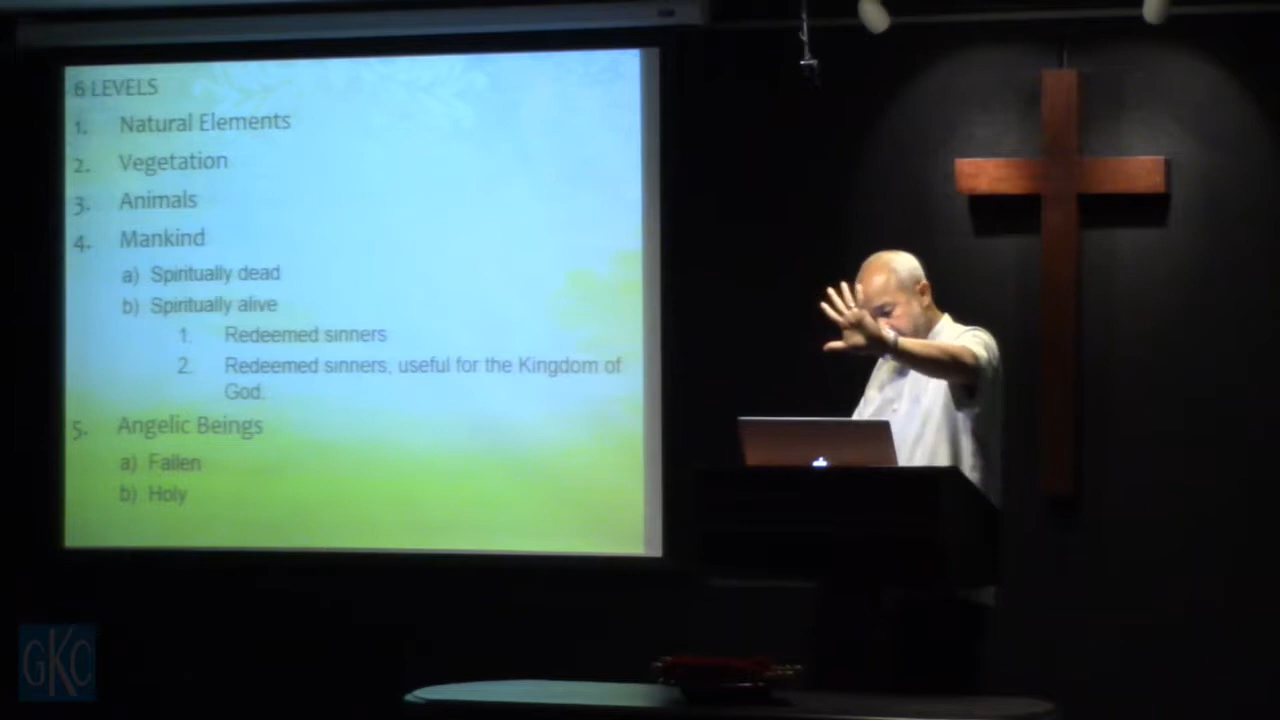 6 LEVELS
1. Natural Elements
2. Vegetation
3. Animals
4. Mankind
a) Spiritually dead
b) Spiritually alive
1. Redeemed sinners
2. Redeemed sinners, useful for the Kingdom of
God.
5. Angelic Beings
a) Fallen
b) Holy
GKC